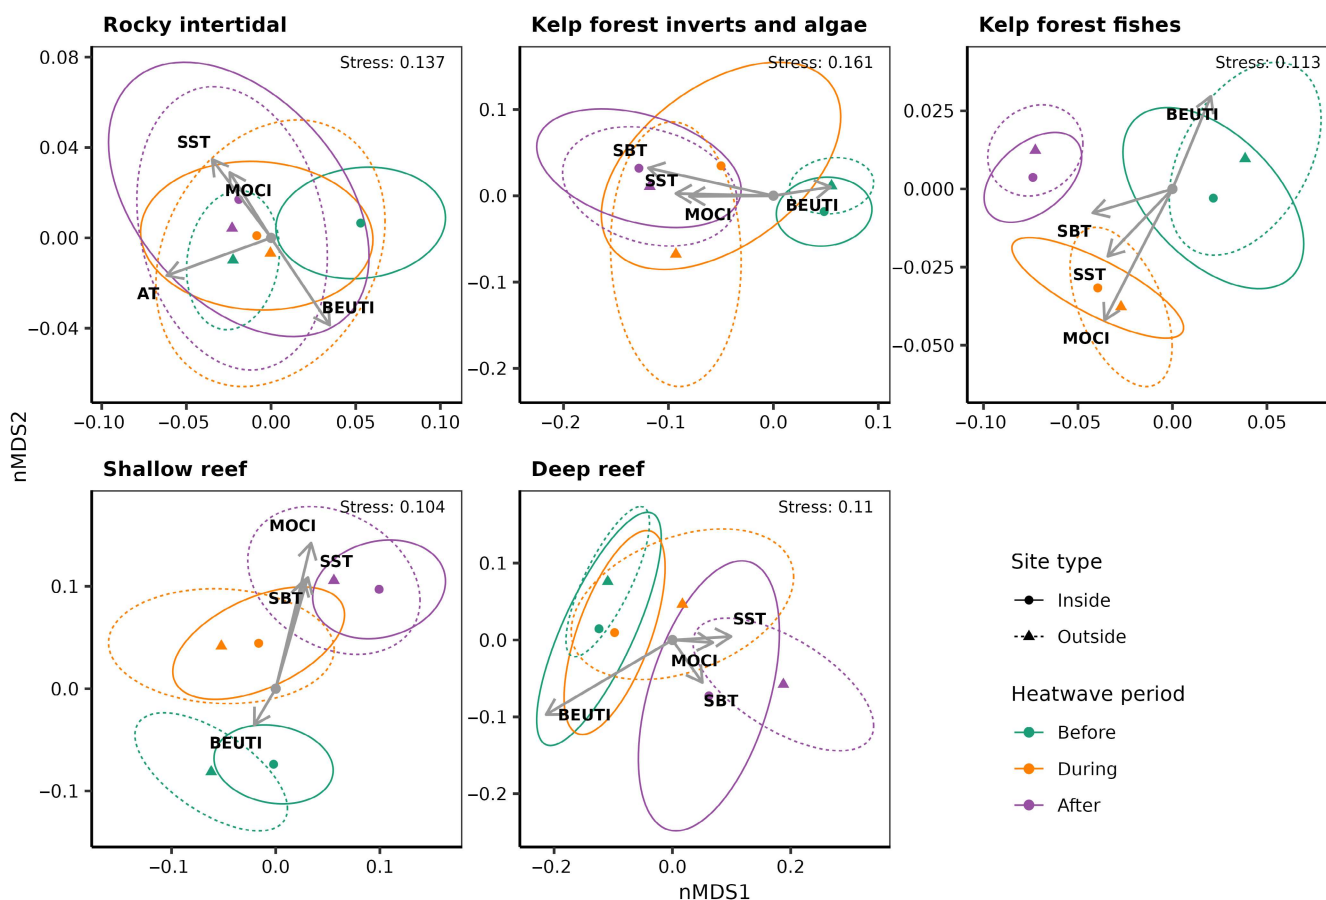 Rocky intertidal
Kelp forest inverts and algae
Kelp forest fishes
Stress: 0.137
Stress: 0.161
Stress: 0.113
0.08
0.04
0.00
−0.04
SST
MOCI
AT
BEUTI
−0.10
−0.05
0.00
0.05
0.10
0.1
0.0
−0.1
−0.2
SBT
SST
MOCI
BEUTI
−0.2
−0.1
0.0
0.1
0.025
0.000
−0.025
−0.050
BEUTI
SBT
SST
MOCI
−0.10
−0.05
0.00
0.05
nMDS2
Shallow reef
Deep reef
Stress: 0.104
Stress: 0.11
0.1
0.0
−0.1
MOCI
SST
SBT
BEUTI
−0.1
0.0
0.1
0.1
0.0
−0.1
−0.2
SST
MOCI
SBT
BEUTI
−0.2
0.0
0.2
nMDS1
Site type
Inside
Outside
Heatwave period
Before
During
After